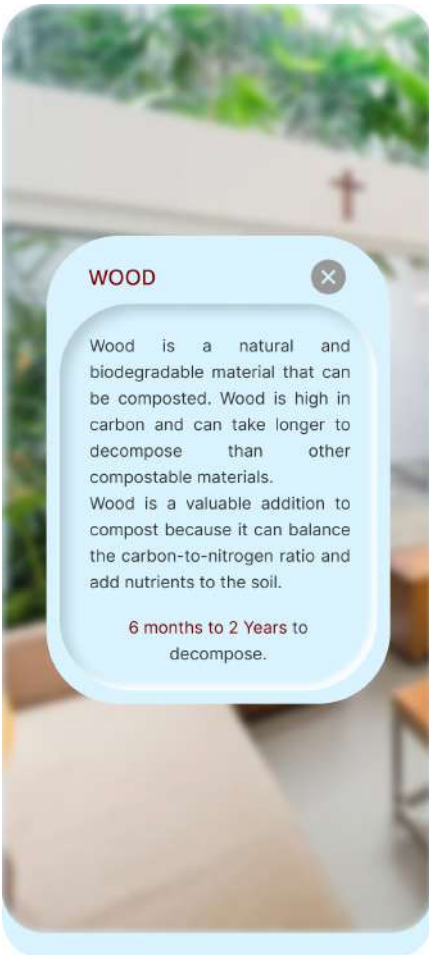 WOOD
Wood is a natural and
biodegradable material that can
be composted. Wood is high in
carbon and can take longer to
decompose than other
compostable materials.
Wood is a valuable addition to
compost because it can balance
the carbon-to-nitrogen ratio and
add nutrients to the soil.
6 months to 2 Years to
decompose.